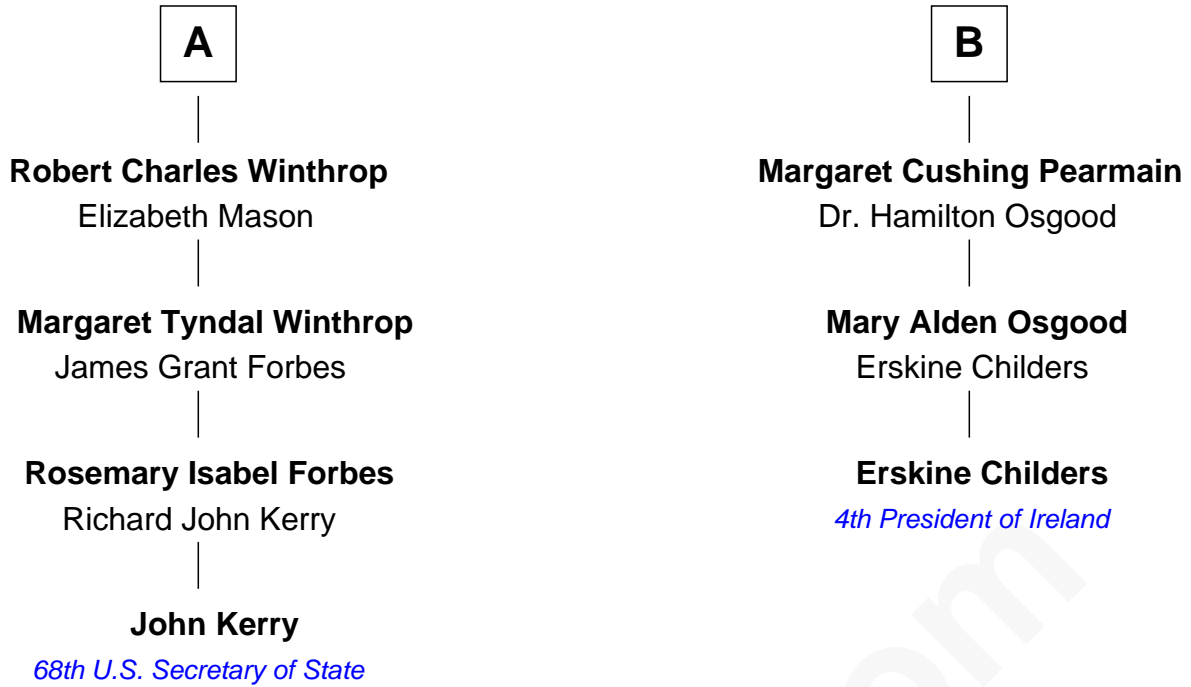 A
Robert Charles Winthrop
Elizabeth Mason
Margaret Tyndal Winthrop
James Grant Forbes
Rosemary Isabel Forbes
Richard John Kerry
John Kerry
68th U.S. Secretary of State
B
Margaret Cushing Pearmain
Dr. Hamilton Osgood
Mary Alden Osgood
Erskine Childers
Erskine Childers
4th President of Ireland
om